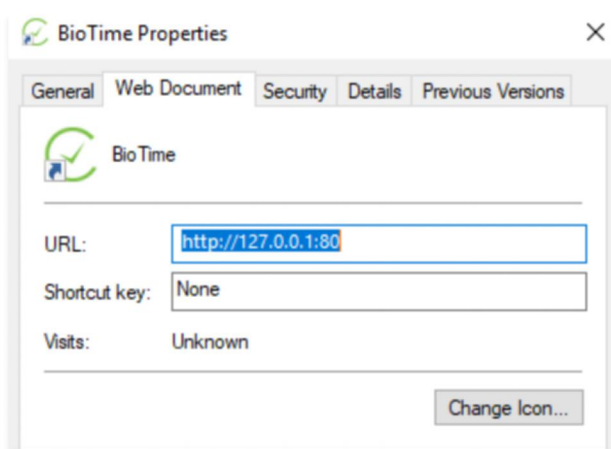 BioTime Properties
General Web Document Security Details Previous Versions
BioTime
URL: http://127.0.0.1:80
Shortcut key: None
Visits: Unknown
Change Icon...